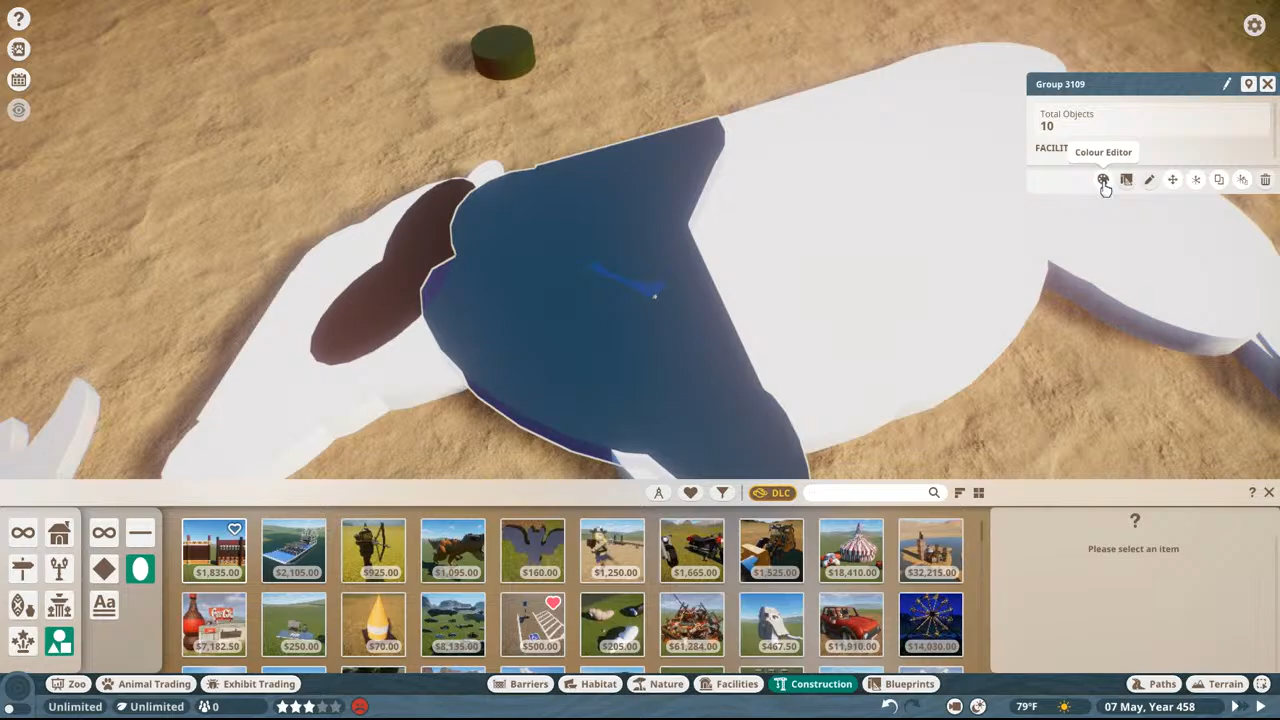 ?
Group 3109
Total Objects
10
FACILIT
Colour Editor
DLC
?
?
Please select an item
$1,835.00
$2,105.00
$925.00
$1,095.00
$160.00
$1,250.00
$1,665.00
$1,525.00
$18,410.00
$32,215.00
Aa
$7,182.50
$250.00
$70.00
$8,135.00
$500.00
$205.00
$61,284.00
$467.50
$11,910.00
$14,030.00
Zoo
Animal Trading
Exhibit Trading
Barriers
Habitat
Nature
Facilities
Construction
Blueprints
Paths
Terrain
Unlimited
Unlimited
0
79°F
07 May, Year 458